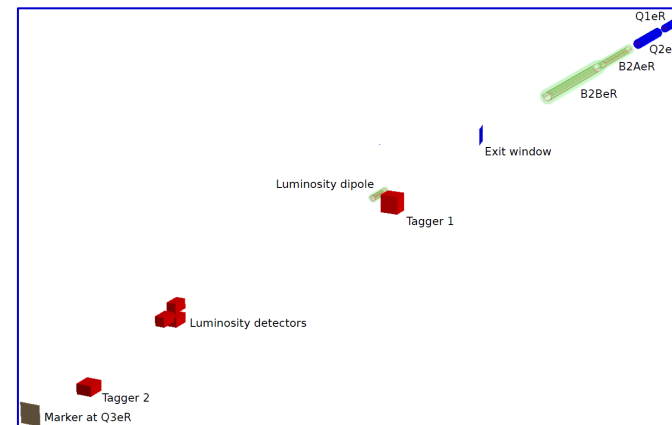 Q1eR
Q2e
B2AeR
B2BeR
Exit window
Luminosity dipole
Tagger 1
Luminosity detectors
Tagger 2
Marker at Q3eR